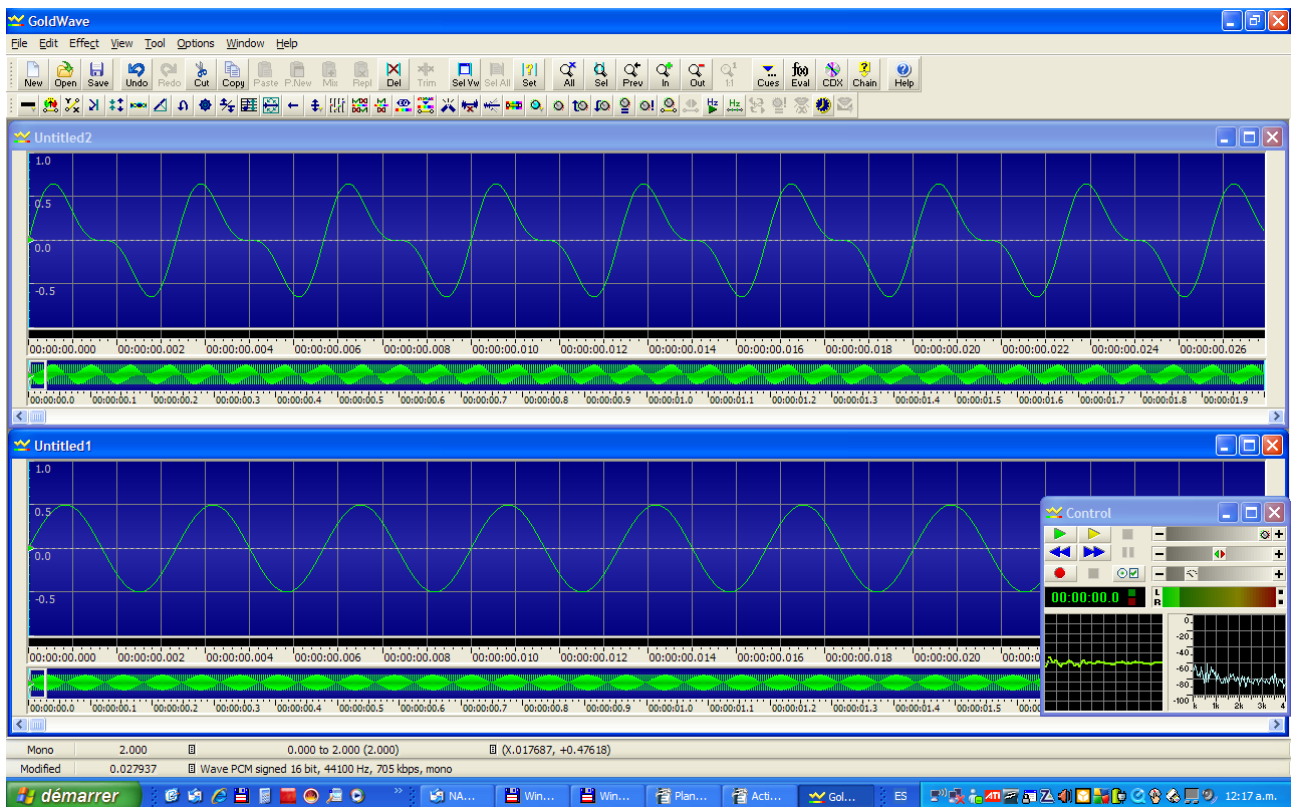 GoldWave
File Edit Effect View Tool Options Window Help
New Open Save Undo Redo Cut Copy Paste P.New Mix Repl Del Trim Sel Vw Sel All Set All Sel Prev In Out 1:1 Cues Eval CDX Chain Help
Untitled2
1.0
0.5
0.0
-0.5
00:00:00.000 00:00:00.002 00:00:00.004 00:00:00.006 00:00:00.008 00:00:00.010 00:00:00.012 00:00:00.014 00:00:00.016 00:00:00.018 00:00:00.020 00:00:00.022 00:00:00.024 00:00:00.026
00:00:00.0 00:00:00.1 00:00:00.2 00:00:00.3 00:00:00.4 00:00:00.5 00:00:00.6 00:00:00.7 00:00:00.8 00:00:00.9 00:00:01.0 00:00:01.1 00:00:01.2 00:00:01.3 00:00:01.4 00:00:01.5 00:00:01.6 00:00:01.7 00:00:01.8 00:00:01.9
Untitled1
1.0
0.5
0.0
-0.5
00:00:00.000 00:00:00.002 00:00:00.004 00:00:00.006 00:00:00.008 00:00:00.010 00:00:00.012 00:00:00.014 00:00:00.016 00:00:00.018 00:00:00.020 00:00:0
00:00:00.0 00:00:00.1 00:00:00.2 00:00:00.3 00:00:00.4 00:00:00.5 00:00:00.6 00:00:00.7 00:00:00.8 00:00:00.9 00:00:01.0 00:00:01.1 00:00:01.2 00:00:01.3 00:00:01.4 00:00:01.5 00:00
Control
00:00:00.0
L
R
0
-20
-40
-60
-80
-100
k 1k 2k 3k 4
Mono 2.000 0.000 to 2.000 (2.000) (X.017687, +0.47618)
Modified 0.027937 Wave PCM signed 16 bit, 44100 Hz, 705 kbps, mono
démarrer NA... Win... Win... Plan... Acti... Gol... ES 12:17 a.m.